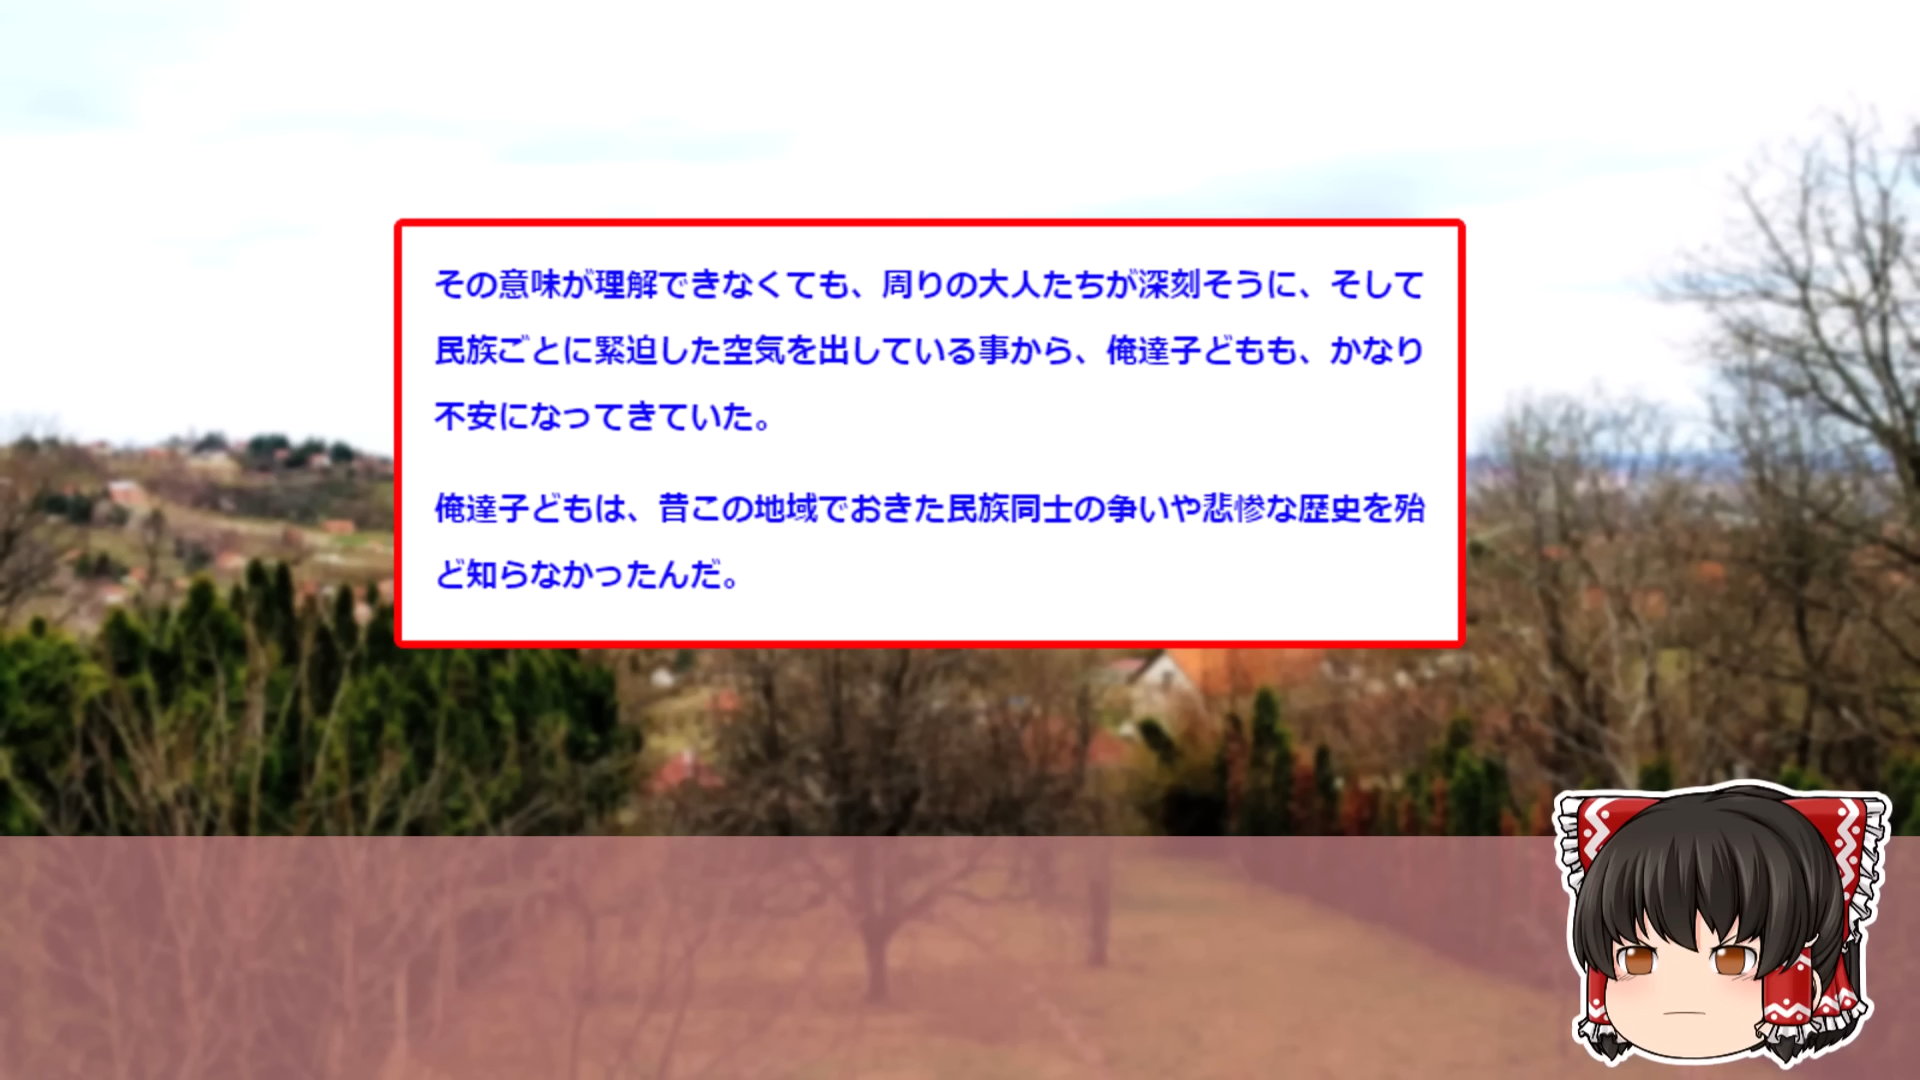 その意味が理解できなくても、周りの大人たちが深刻そうに、そして
民族ごとに緊迫した空気を出している事から、俺達子どもも、かなり
不安になってきていた。
俺達子どもは、昔この地域でおきた民族同士の争いや悲惨な歴史を殆
ど知らなかったんだ。